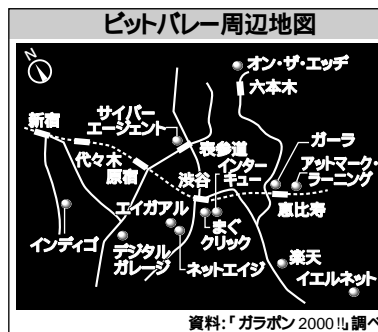 ビットバレー周辺地図
N
オン・ザ・エッヂ
六本木
サイバー
エージェント
新宿
表参道
ガーラ
代々木
インター
キュー
アットマーク・
ラーニング
原宿
渋谷
恵比寿
エイガアル
まぐ
クリック
インディゴ
デジタル
ガレージ
ネットエイジ
楽天
イエルネット
資料:「ガラポン2000!!」調べ